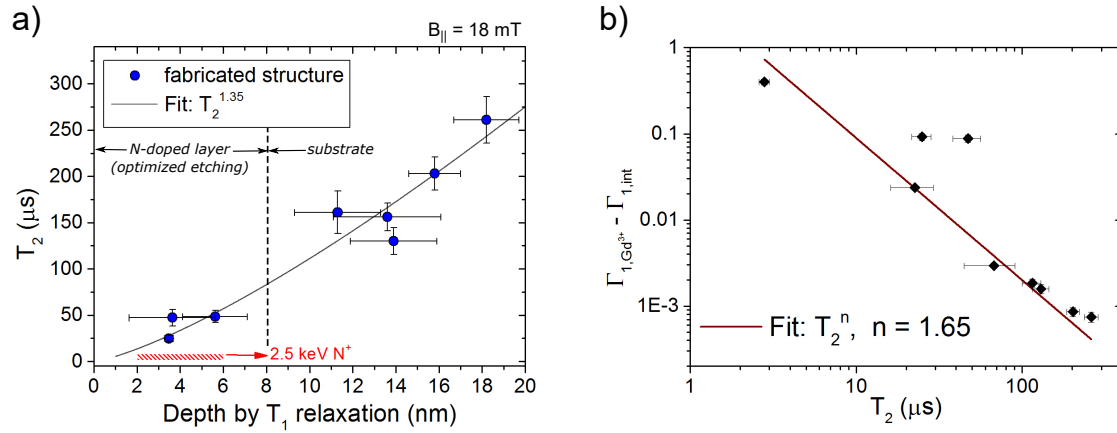 a)
B|| = 18 mT
fabricated structure
Fit: T₂^1.35
N-doped layer
(optimized etching)
substrate
2.5 keV N⁺
T₂ (μs)
300
250
200
150
100
50
0
0 2 4 6 8 10 12 14 16 18 20
Depth by T₁ relaxation (nm)
b)
Γ1,Gd³⁺ - Γ1,int
1
0.1
0.01
1E-3
Fit: T₂ⁿ, n = 1.65
1 10 100
T₂ (μs)